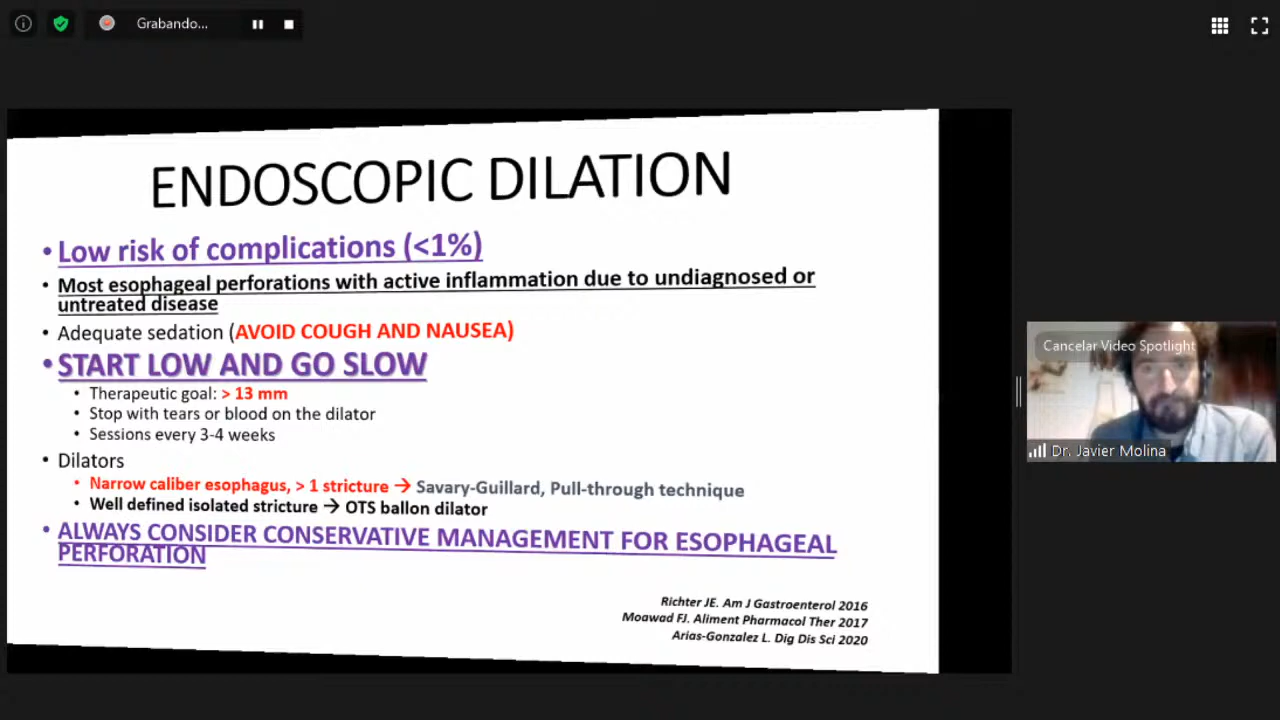 Grabando...
ENDOSCOPIC DILATION
• Low risk of complications (<1%)
• Most esophageal perforations with active inflammation due to undiagnosed or
untreated disease
• Adequate sedation (AVOID COUGH AND NAUSEA)
• START LOW AND GO SLOW
• Therapeutic goal: > 13 mm
• Stop with tears or blood on the dilator
• Sessions every 3-4 weeks
• Dilators
• Narrow caliber esophagus, > 1 stricture → Savary-Guillard, Pull-through technique
• Well defined isolated stricture → OTS ballon dilator
• ALWAYS CONSIDER CONSERVATIVE MANAGEMENT FOR ESOPHAGEAL
PERFORATION
Richter JE. Am J Gastroenterol 2016
Moawad FJ. Aliment Pharmacol Ther 2017
Arias-Gonzalez L. Dig Dis Sci 2020
Cancelar Video Spotlight
Dr. Javier Molina